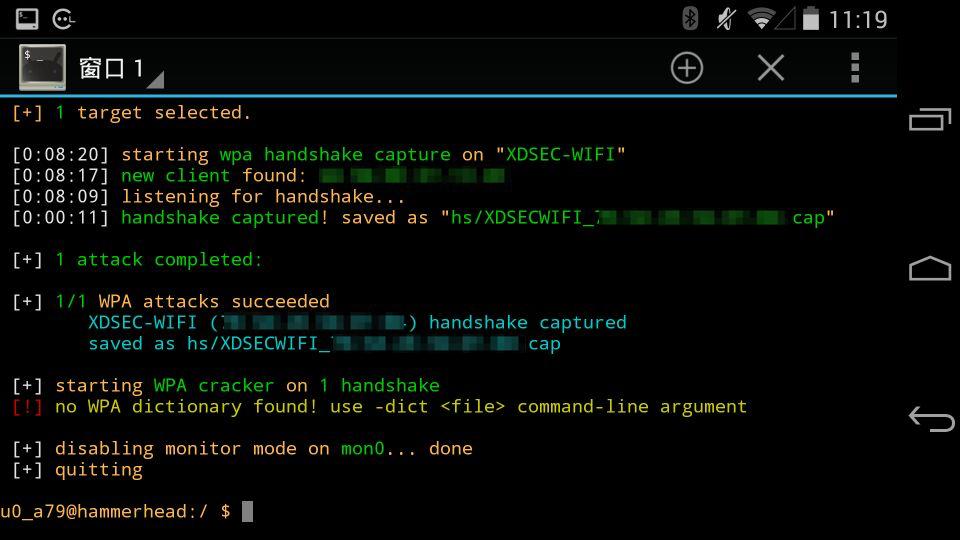 11:19
窗口 1
[+] 1 target selected.
[0:08:20] starting wpa handshake capture on "XDSEC-WIFI"
[0:08:17] new client found:
[0:08:09] listening for handshake...
[0:00:11] handshake captured! saved as "hs/XDSECWIFI_ cap"
[+] 1 attack completed:
[+] 1/1 WPA attacks succeeded
XDSEC-WIFI ( ) handshake captured
saved as hs/XDSECWIFI_ cap
[+] starting WPA cracker on 1 handshake
[!] no WPA dictionary found! use -dict <file> command-line argument
[+] disabling monitor mode on mon0... done
[+] quitting
u0_a79@hammerhead:/ $